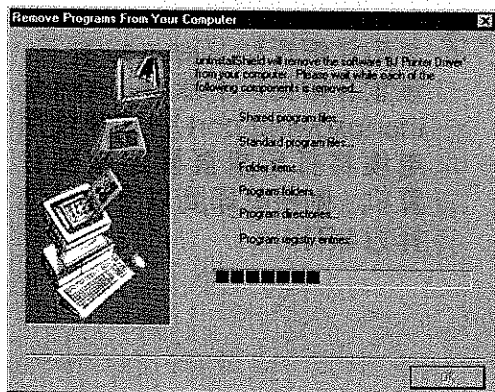 Remove Programs From Your Computer
uninstallShield will remove the software 'BJ Printer Driver'
from your computer. Please wait while each of the
following components is removed...
Shared program files...
Standard program files...
Folder items...
Program folders...
Program directories...
Program registry entries...
OK